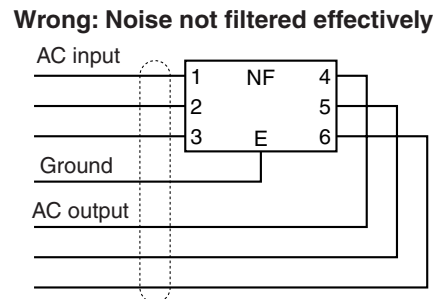 Wrong: Noise not filtered effectively
AC input
1 NF 4
2 5
3 E 6
Ground
AC output